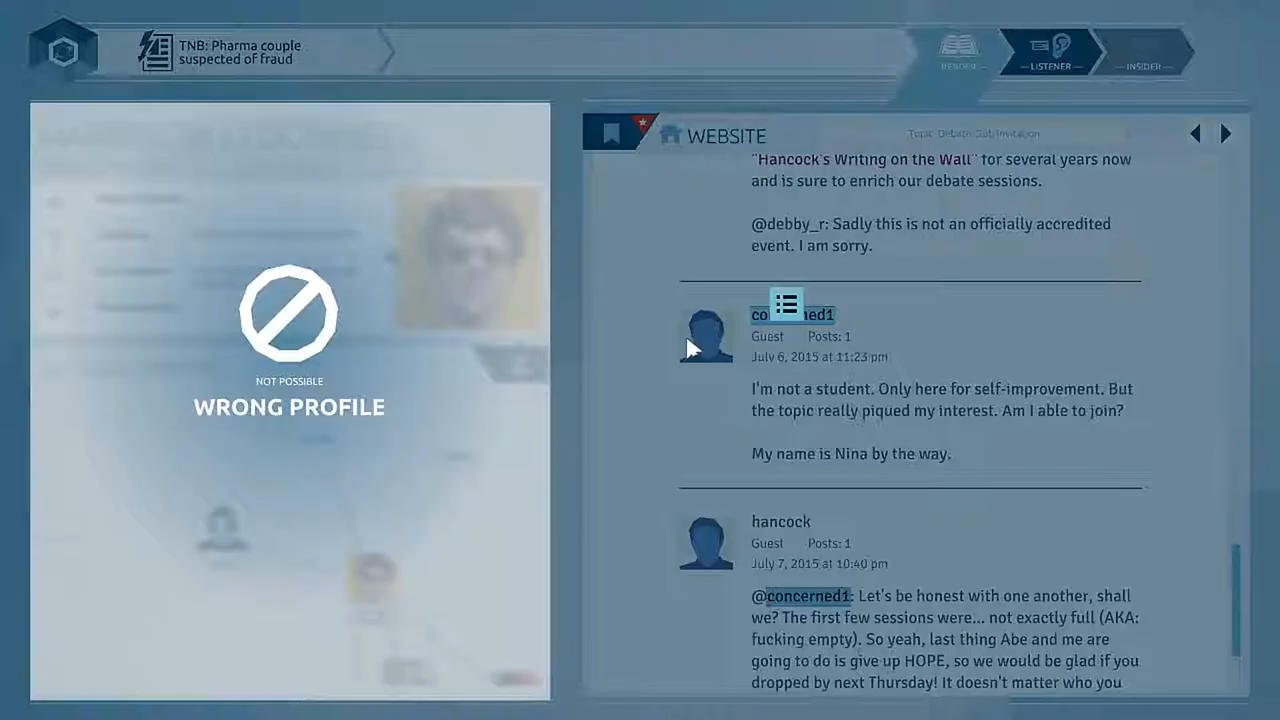 TNB: Pharma couple
suspected of fraud
READER
LISTENER
INSIDER
WEBSITE
Topic: Debate Club Invitation
"Hancock's Writing on the Wall" for several years now
and is sure to enrich our debate sessions.
@debby_r: Sadly this is not an officially accredited
event. I am sorry.
Guest Posts: 1
July 6, 2015 at 11:23 pm
I'm not a student. Only here for self-improvement. But
the topic really piqued my interest. Am I able to join?
My name is Nina by the way.
hancock
Guest Posts: 1
July 7, 2015 at 10:40 pm
@concerned1: Let's be honest with one another, shall
we? The first few sessions were... not exactly full (AKA:
fucking empty). So yeah, last thing Abe and me are
going to do is give up HOPE, so we would be glad if you
dropped by next Thursday! It doesn't matter who you
NOT POSSIBLE
WRONG PROFILE